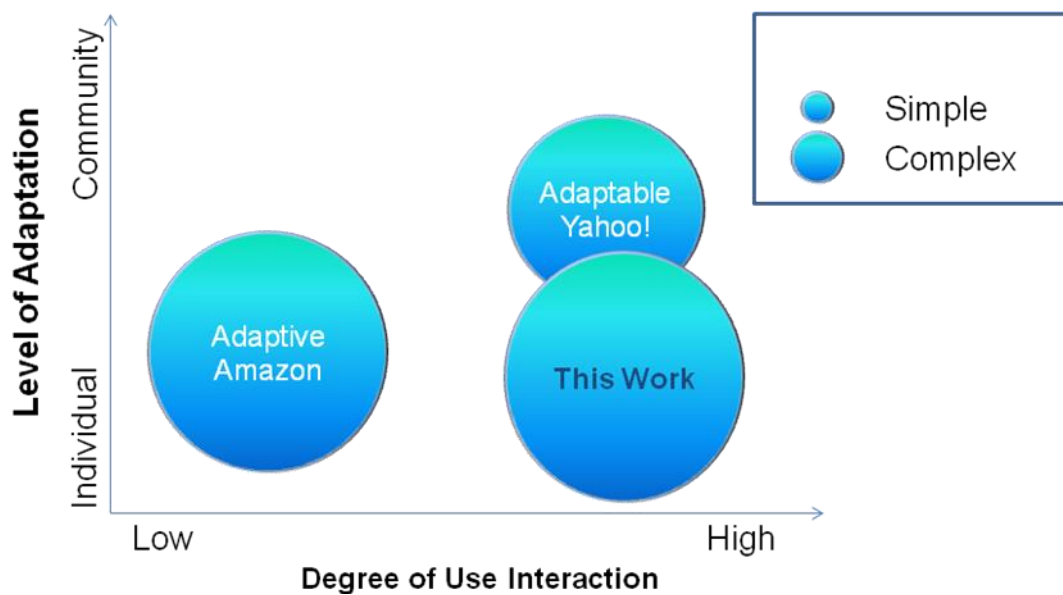 Level of Adaptation
Community
Individual
Adaptable
Yahoo!
Adaptive
Amazon
This Work
Low
High
Degree of Use Interaction
Simple
Complex